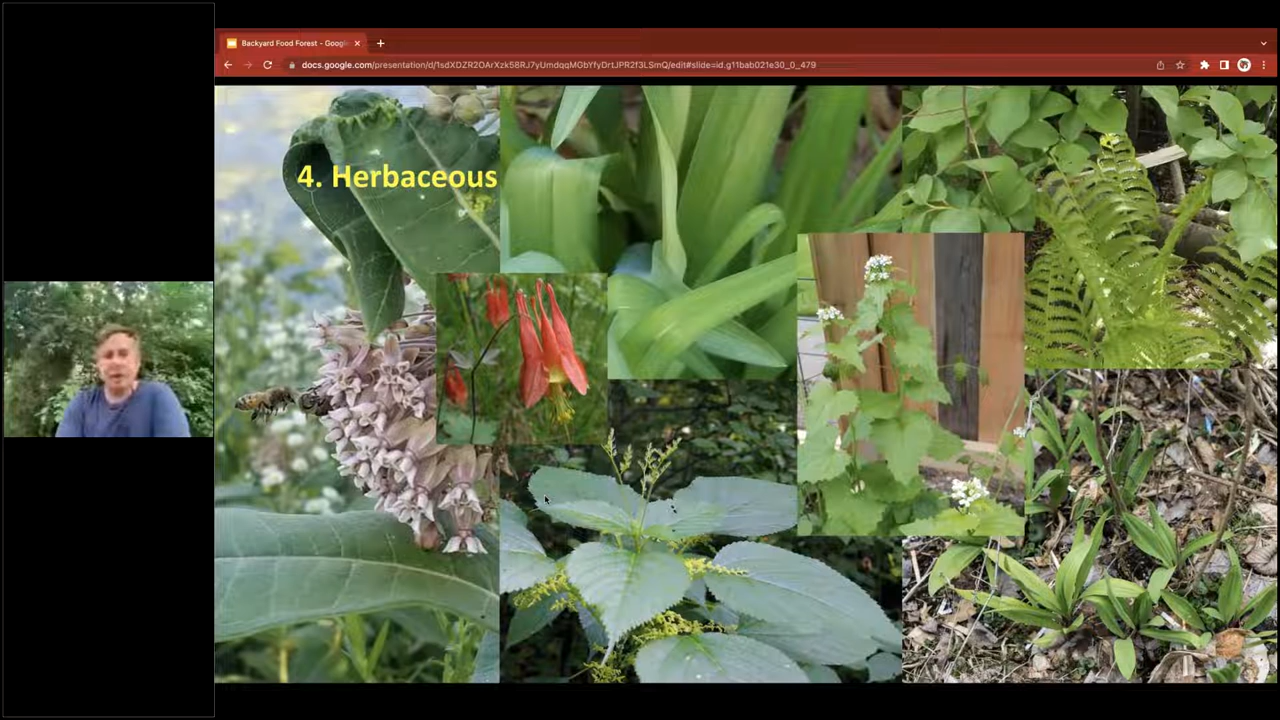 Backyard Food Forest - Googl
docs.google.com/presentation/d/1sdXDZR2OArXzk58RJ7yUmdqqMGbYfyDrtJPR2f3LSmQ/edit#slide=id.g11bab021e30_0_479
4. Herbaceous